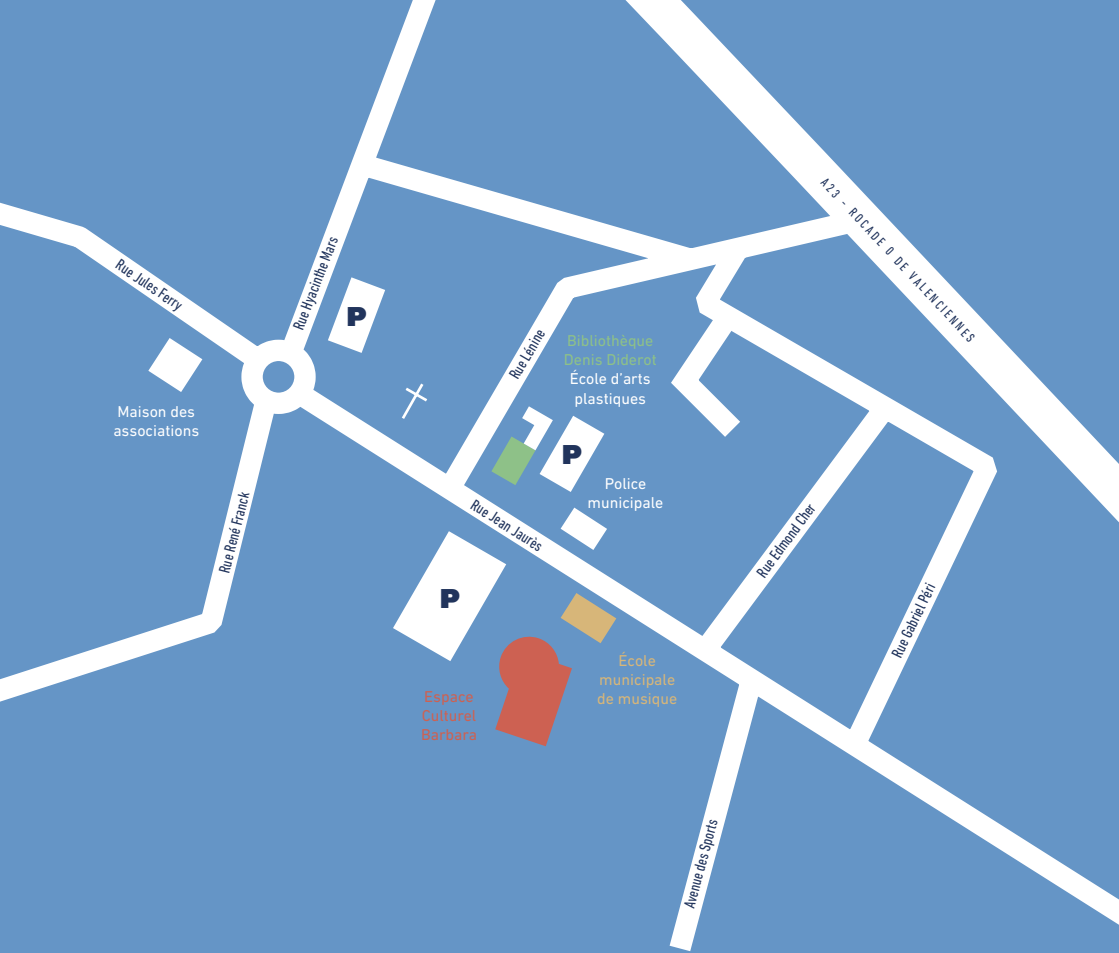 A23 - ROCADE O DE VALENCIENNES
Rue Jules Ferry
Rue Hyacinthe Mars
P
Rue Lénine
Bibliothèque
Denis Diderot
École d'arts
plastiques
Maison des
associations
P
Police
municipale
Rue René Franck
Rue Jean Jaurès
Rue Edmond Cher
P
Rue Gabriel Péri
École
municipale
de musique
Espace
Culturel
Barbara
Avenue des Sports